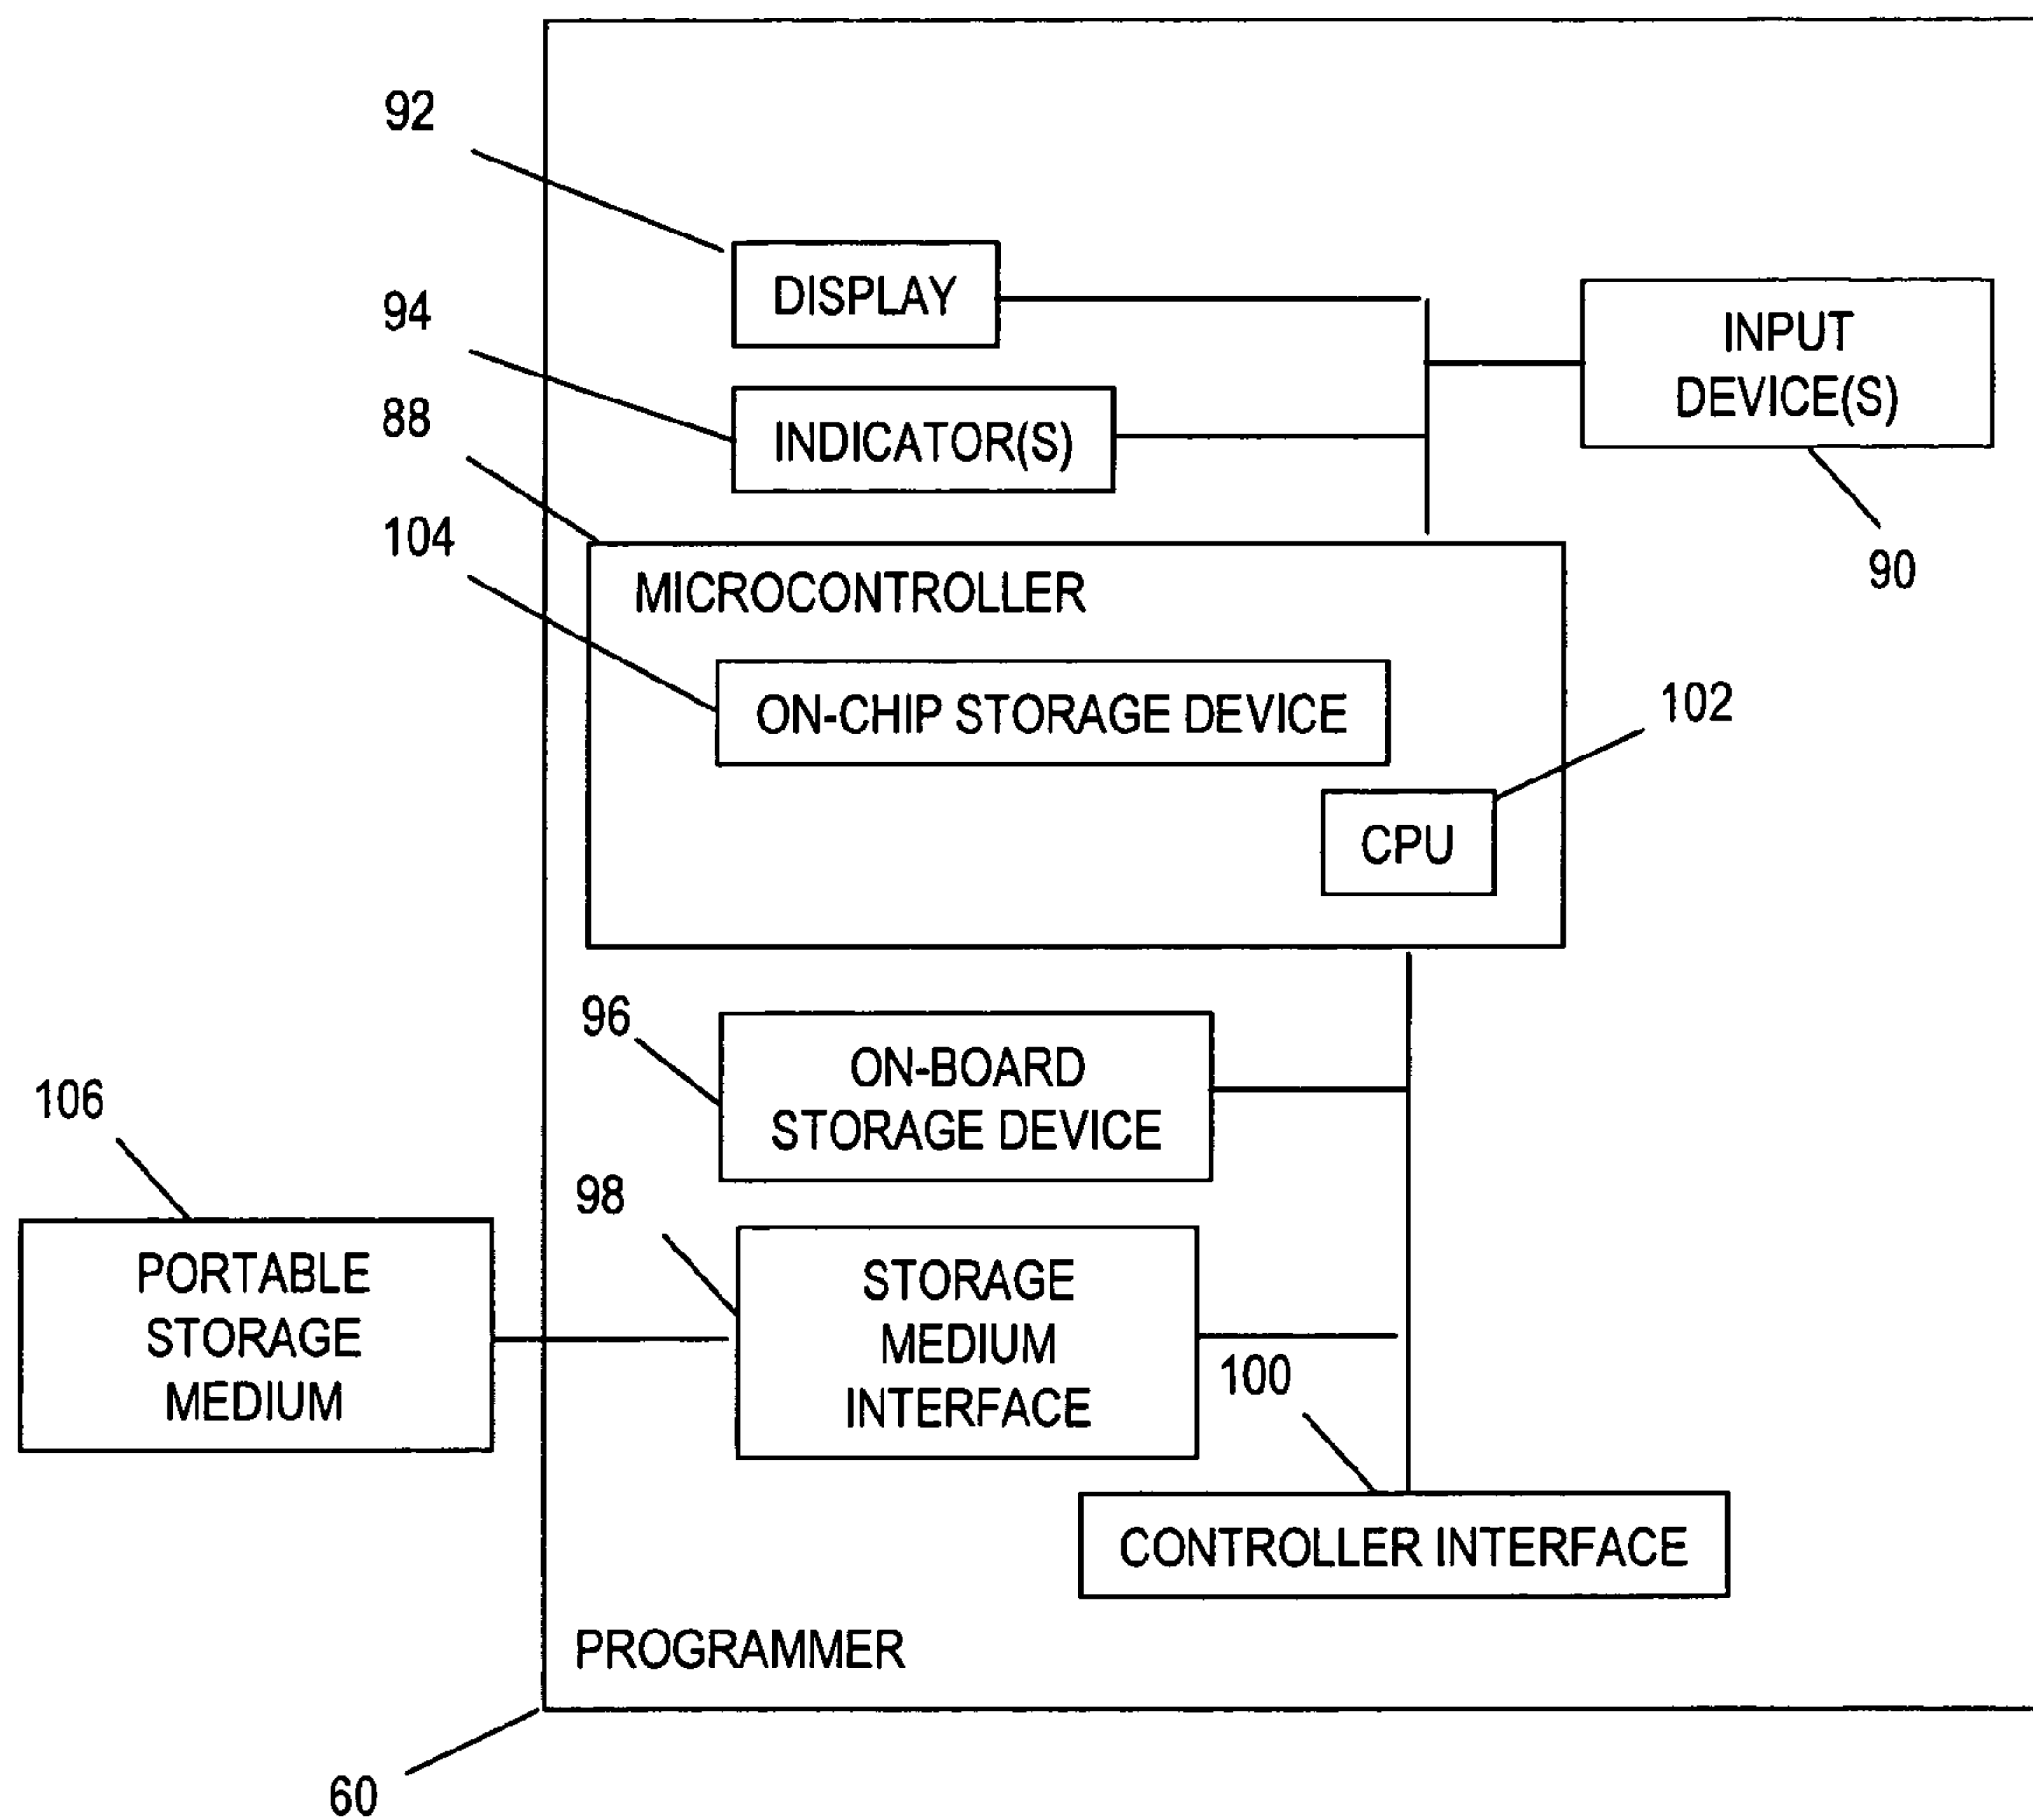 92
DISPLAY
94
INPUT
DEVICE(S)
88
INDICATOR(S)
104
90
MICROCONTROLLER
ON-CHIP STORAGE DEVICE
102
CPU
96
ON-BOARD
STORAGE DEVICE
106
98
PORTABLE
STORAGE
MEDIUM
STORAGE
MEDIUM
INTERFACE
100
CONTROLLER INTERFACE
PROGRAMMER
60